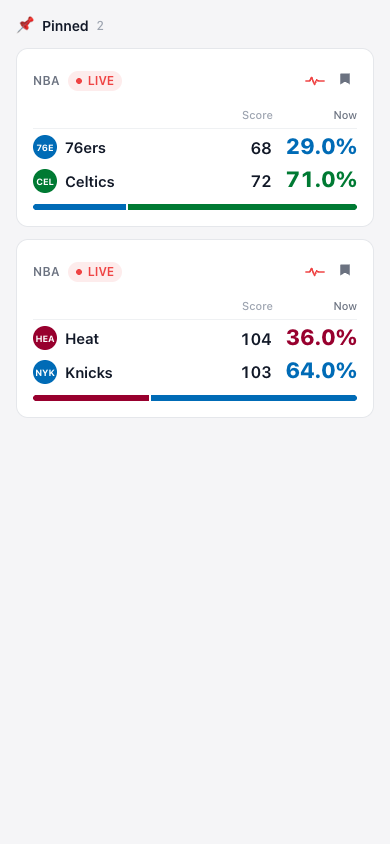 Pinned 2
NBA LIVE
Score Now
76E 76ers 68 29.0%
CEL Celtics 72 71.0%
NBA LIVE
Score Now
HEA Heat 104 36.0%
NYK Knicks 103 64.0%